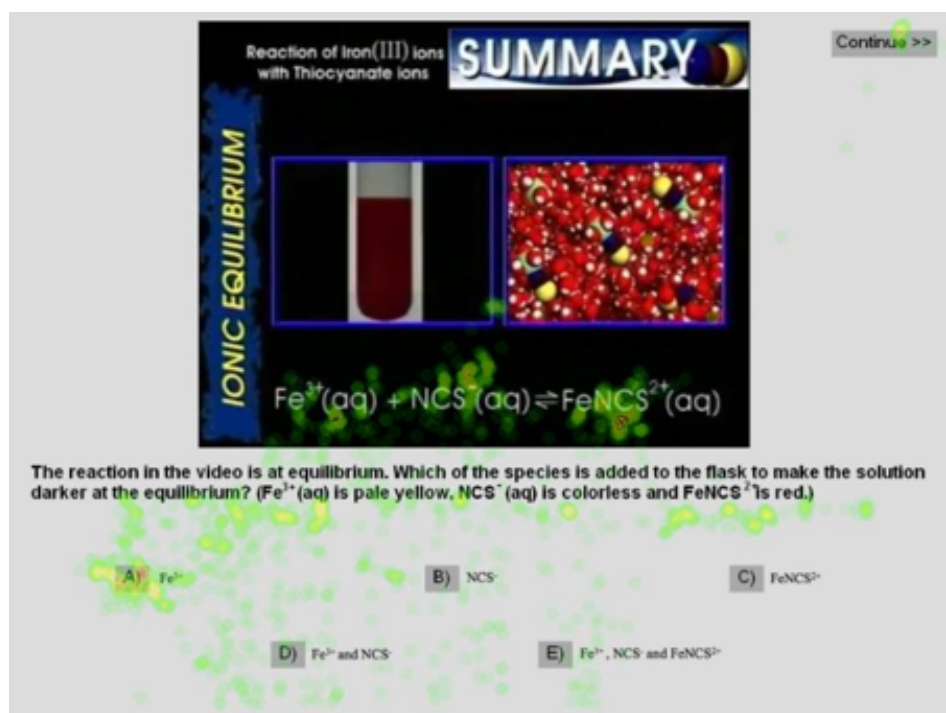 Continue >>
Reaction of Iron(III) ions
with Thiocyanate ions
SUMMARY
IONIC EQUILIBRIUM
Fe³⁺(aq) + NCS⁻(aq) ⇌ FeNCS²⁺(aq)
The reaction in the video is at equilibrium. Which of the species is added to the flask to make the solution
darker at the equilibrium? (Fe³⁺(aq) is pale yellow, NCS⁻(aq) is colorless and FeNCS²⁺is red.)
A) Fe³⁺
B) NCS⁻
C) FeNCS²⁺
D) Fe³⁺ and NCS⁻
E) Fe³⁺ , NCS⁻ and FeNCS²⁺